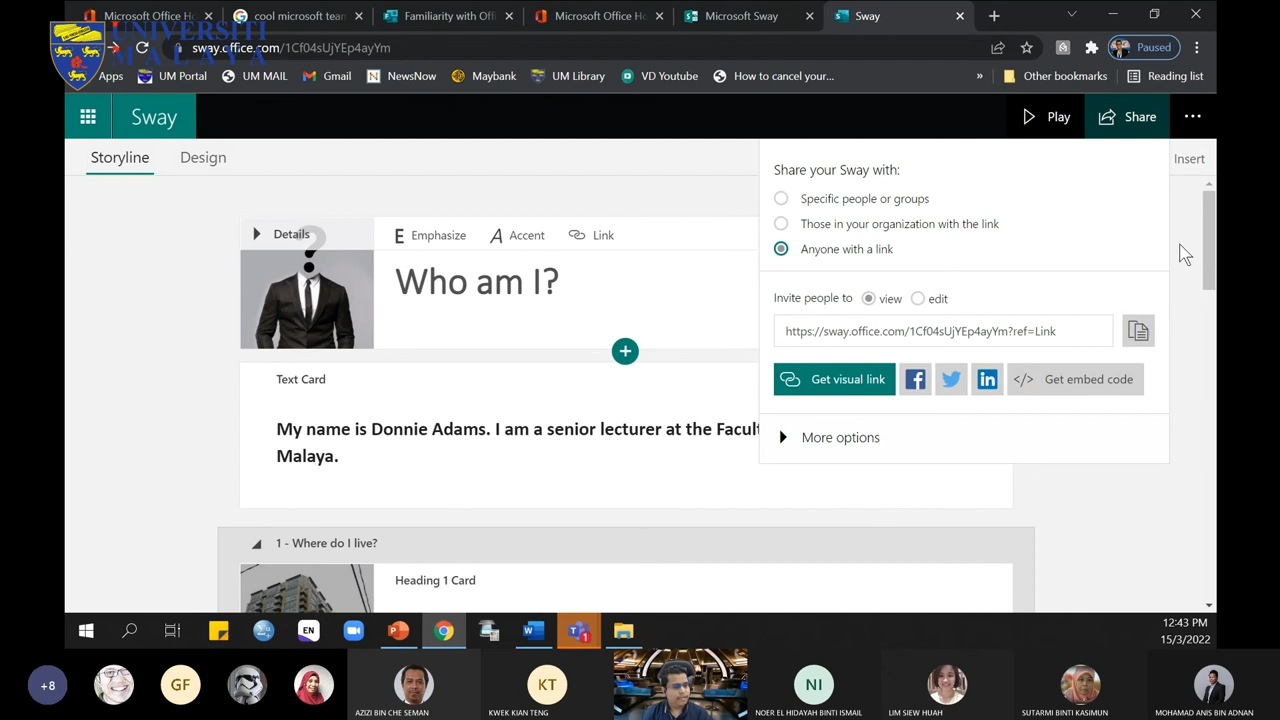 Microsoft Office Ho
cool microsoft team
Familiarity with Offi
Microsoft Office Ho
Microsoft Sway
Sway
UNIVERSITI
MALAYA
sway.office.com/1Cf04sUjYEp4ayYm
Paused
Apps
UM Portal
UM MAIL
Gmail
NewsNow
Maybank
UM Library
VD Youtube
How to cancel your...
»
Other bookmarks
Reading list
Sway
Play
Share
Storyline
Design
Insert
Share your Sway with:
Specific people or groups
Those in your organization with the link
Anyone with a link
Details
Emphasize
Accent
Link
Who am I?
Invite people to
view
edit
https://sway.office.com/1Cf04sUjYEp4ayYm?ref=Link
Get visual link
Get embed code
More options
Text Card
My name is Donnie Adams. I am a senior lecturer at the Facult
Malaya.
1 - Where do I live?
Heading 1 Card
EN
1
12:43 PM
15/3/2022
+8
GF
KT
NI
AZIZI BIN CHE SEMAN
KWEK KIAN TENG
NOER EL HIDAYAH BINTI ISMAIL
LIM SIEW HUAH
SUTARMI BINTI KASIMUN
MOHAMAD ANIS BIN ADNAN